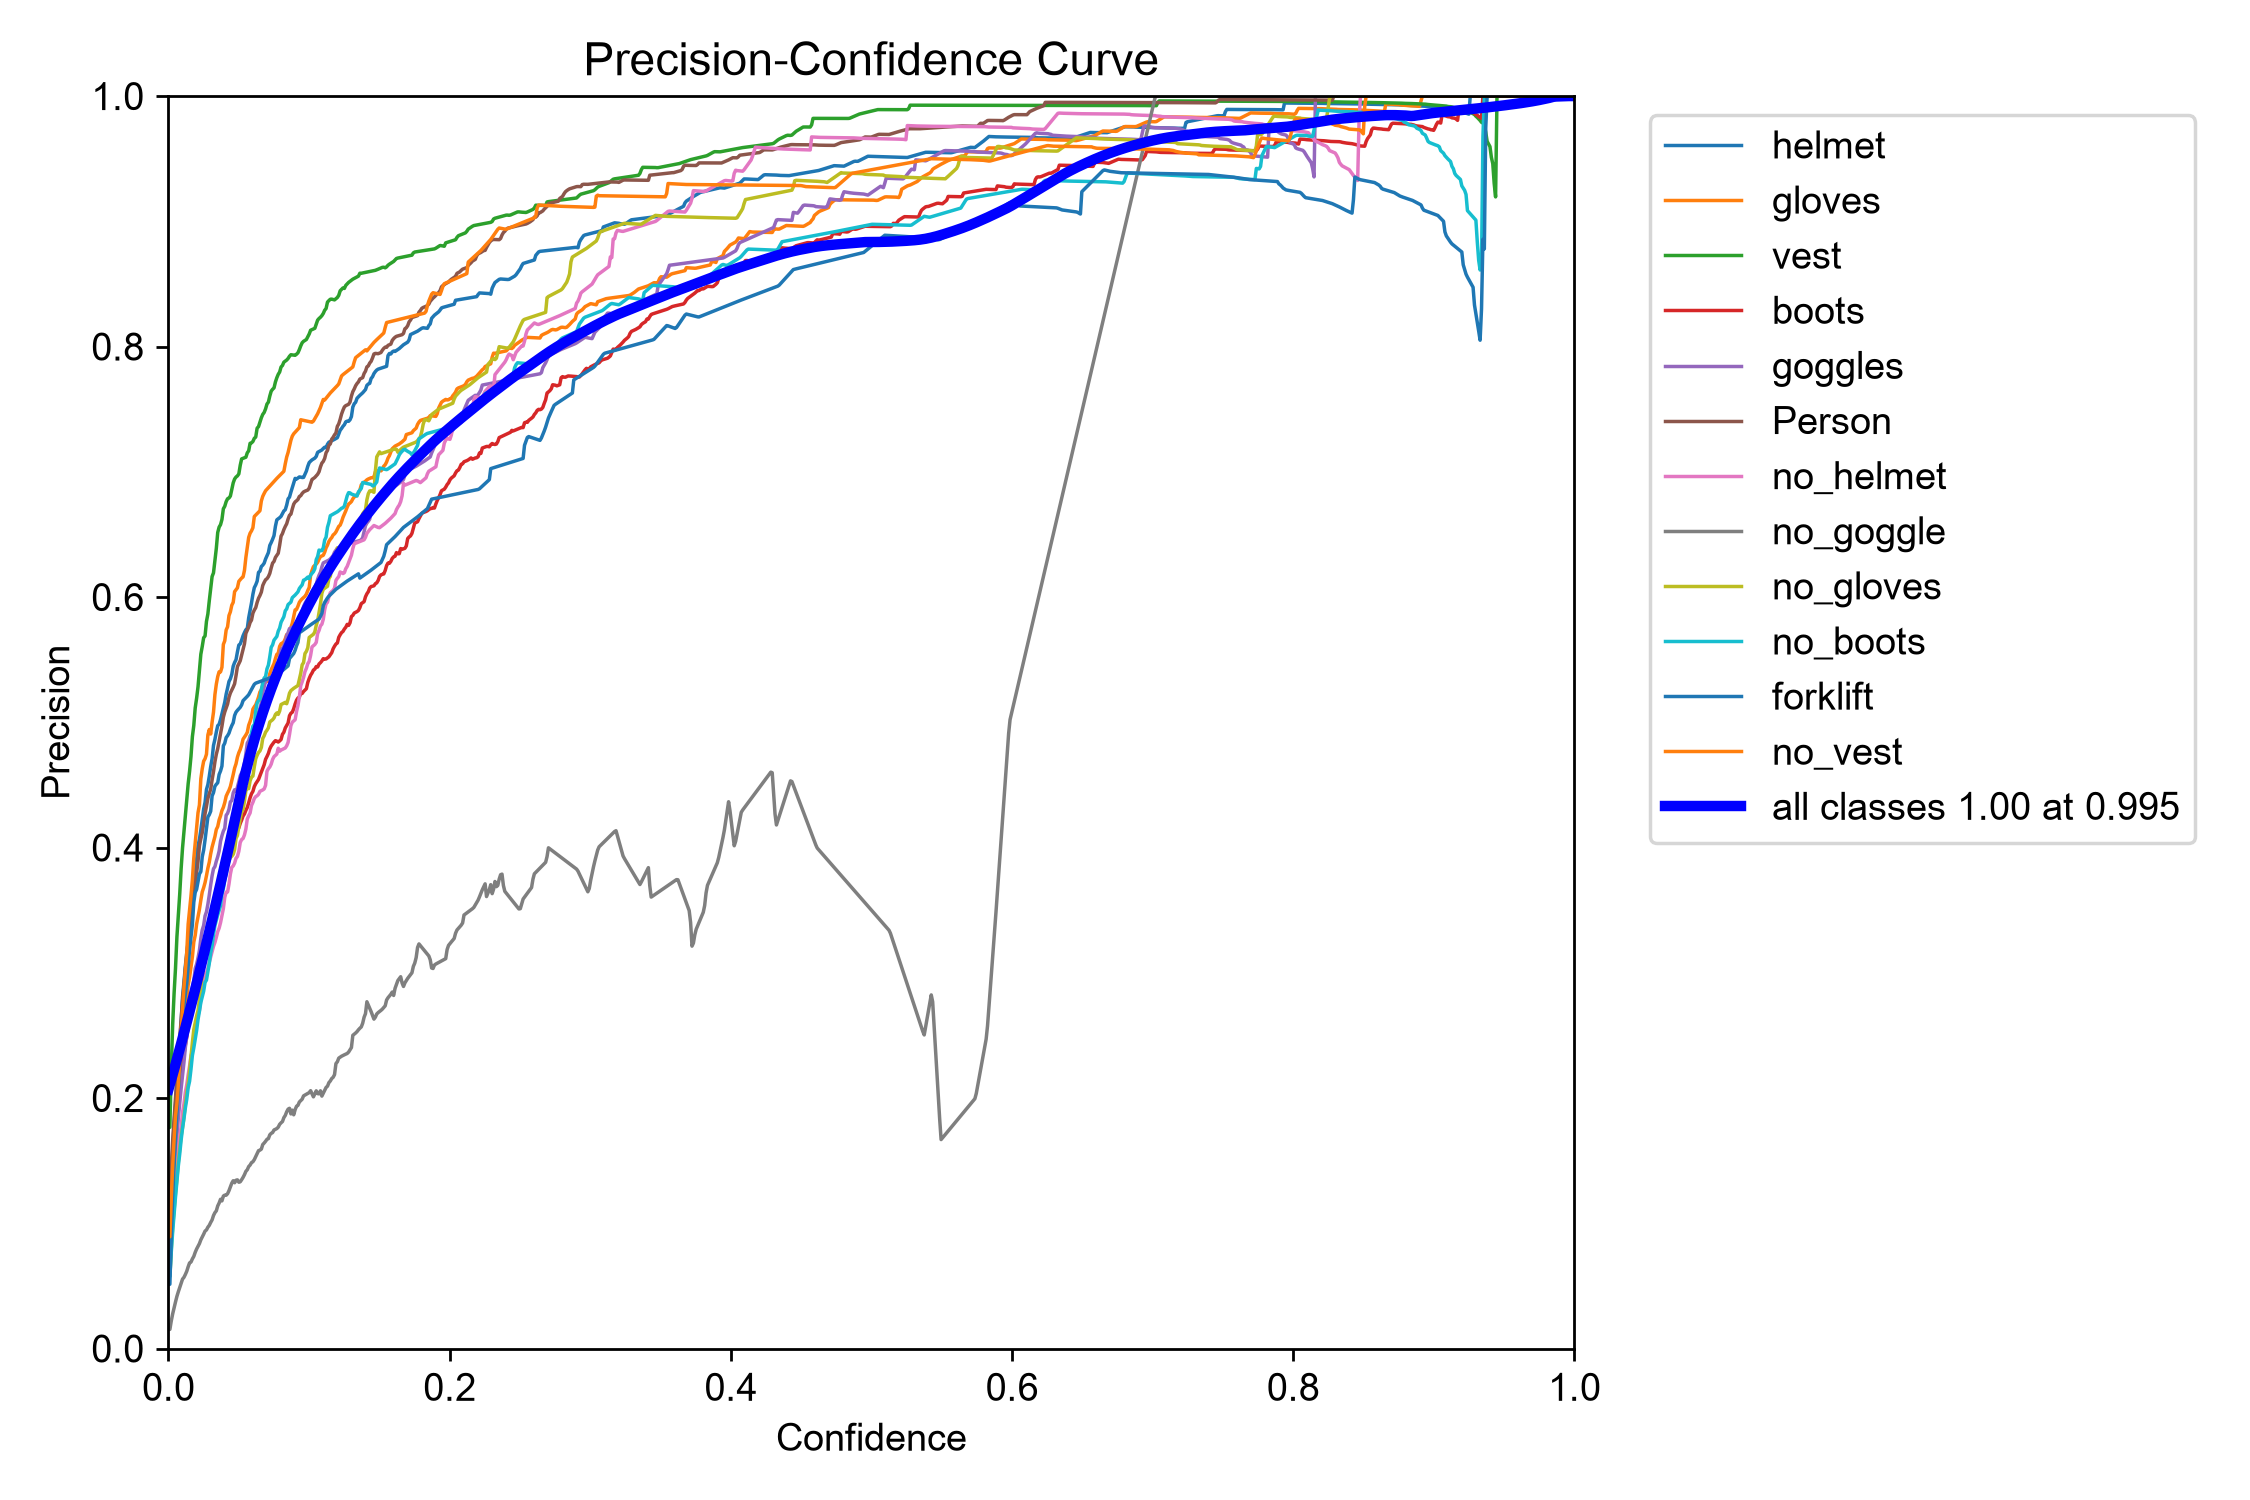 Precision-Confidence Curve
1.0
0.8
0.6
0.4
0.2
0.0
Precision
0.0 0.2 0.4 0.6 0.8 1.0
Confidence
helmet
gloves
vest
boots
goggles
Person
no_helmet
no_goggle
no_gloves
no_boots
forklift
no_vest
all classes 1.00 at 0.995